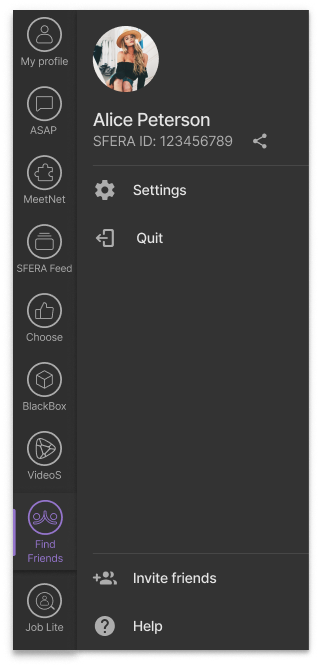 My profile
ASAP
MeetNet
SFERA Feed
Choose
BlackBox
VideoS
Find
Friends
Job Lite
Alice Peterson
SFERA ID: 123456789
Settings
Quit
Invite friends
Help